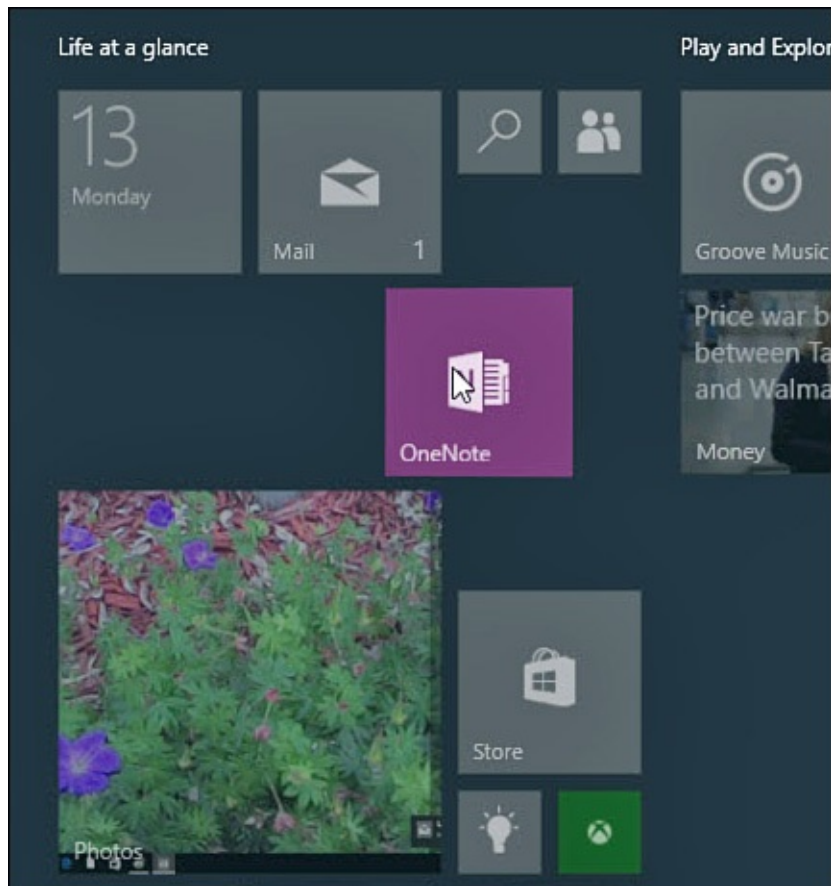 Life at a glance
Play and Explor
13
Monday
Mail 1
Groove Music
Price war b
between Ta
and Walma
OneNote
Money
Store
Photos